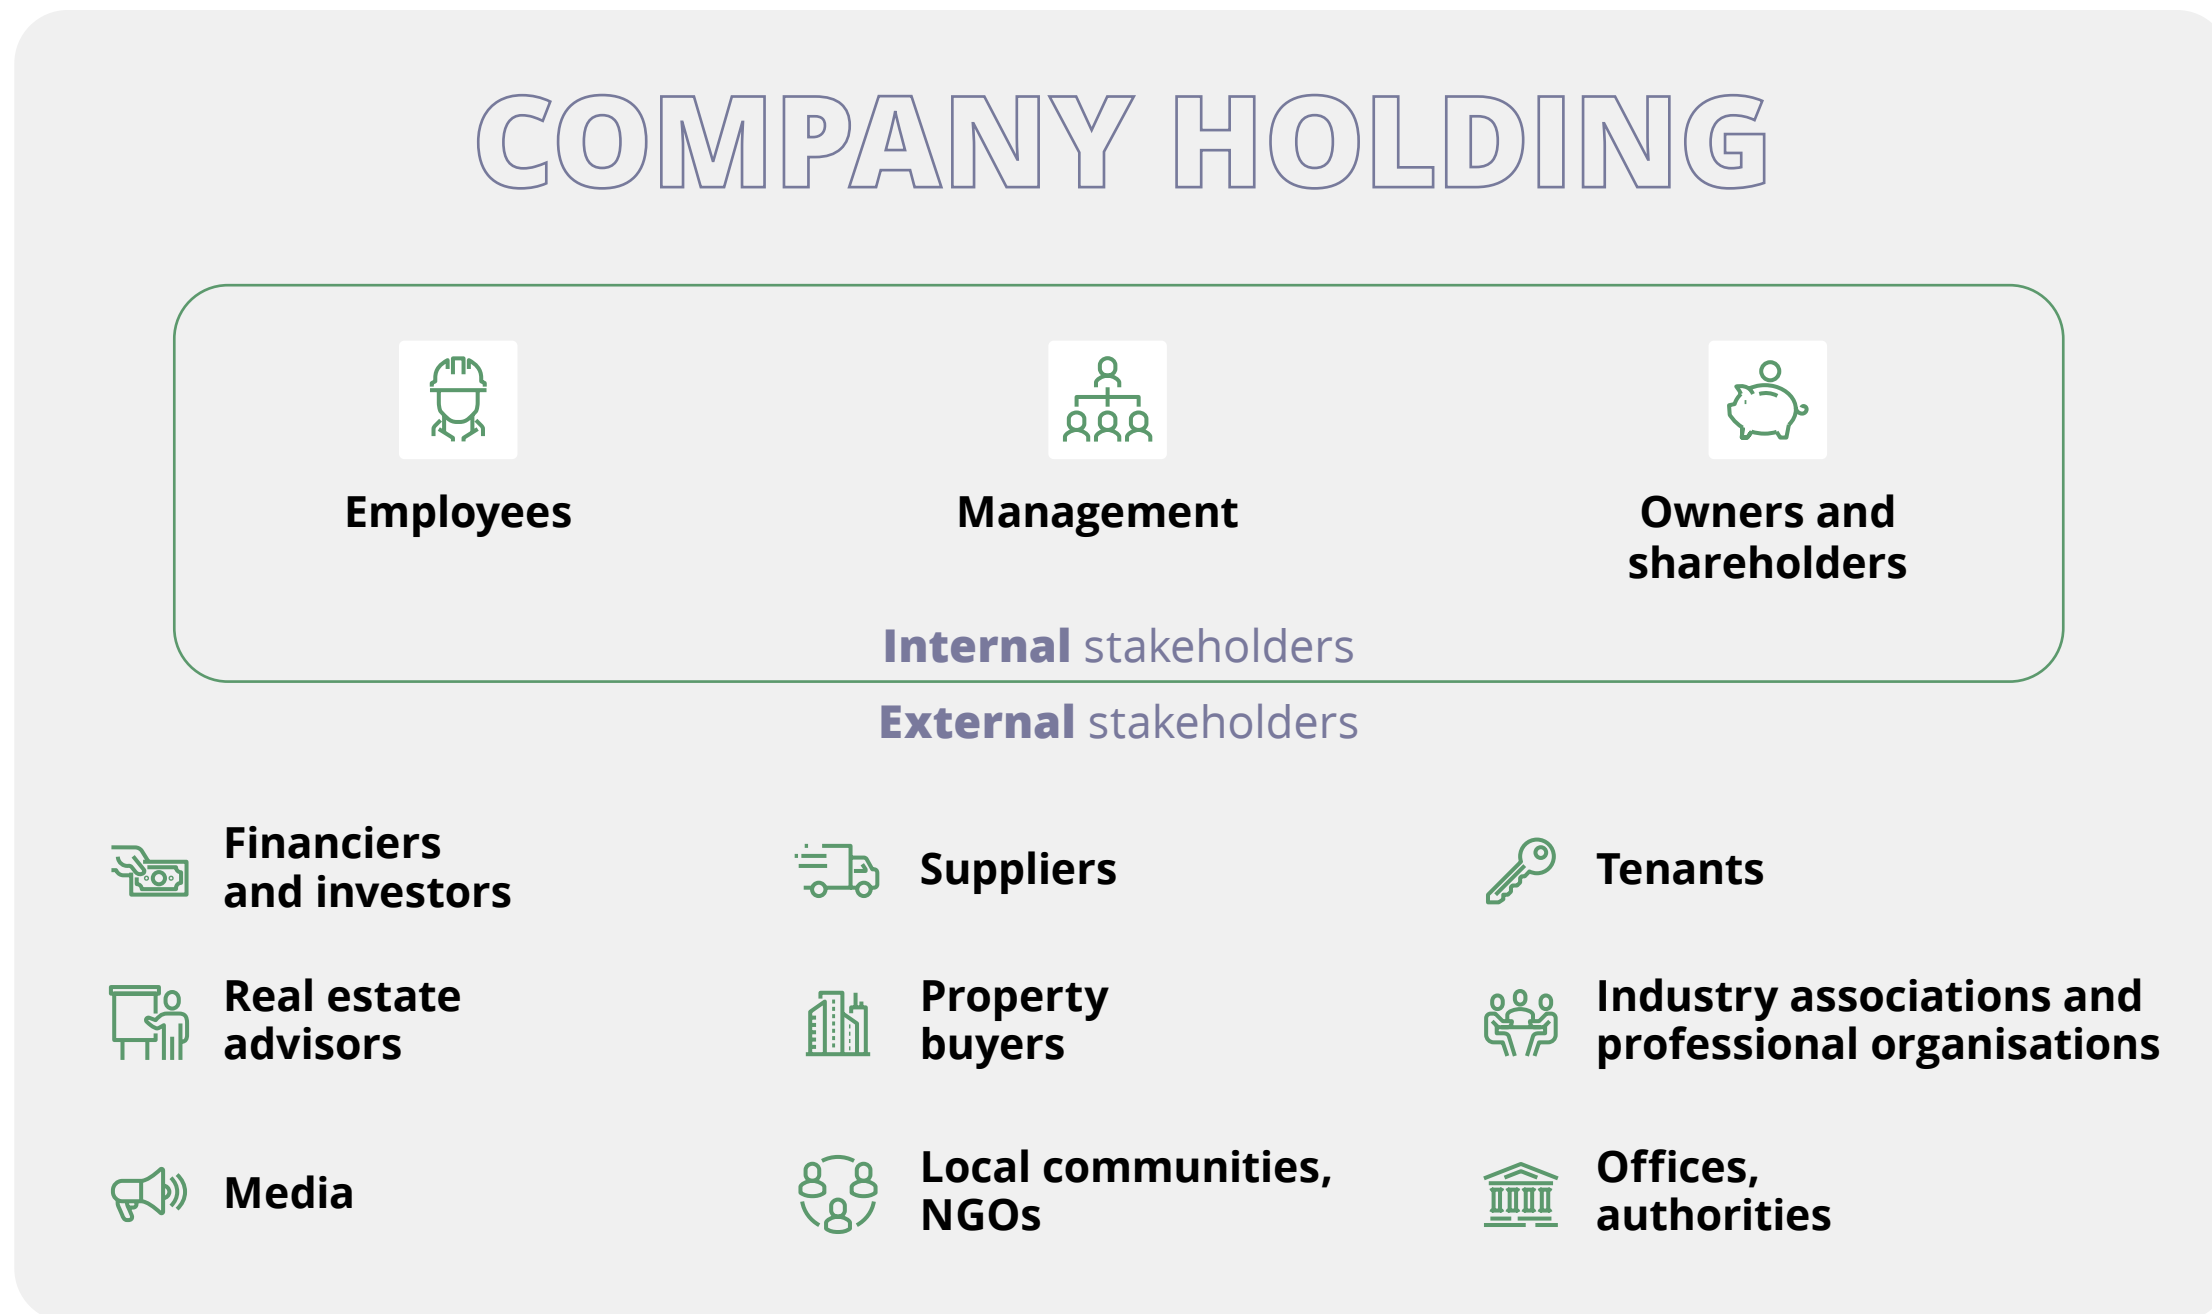 COMPANY HOLDING
Employees
Management
Owners and
shareholders
Internal stakeholders
External stakeholders
Financiers
and investors
Suppliers
Tenants
Real estate
advisors
Property
buyers
Industry associations and
professional organisations
Media
Local communities,
NGOs
Offices,
authorities